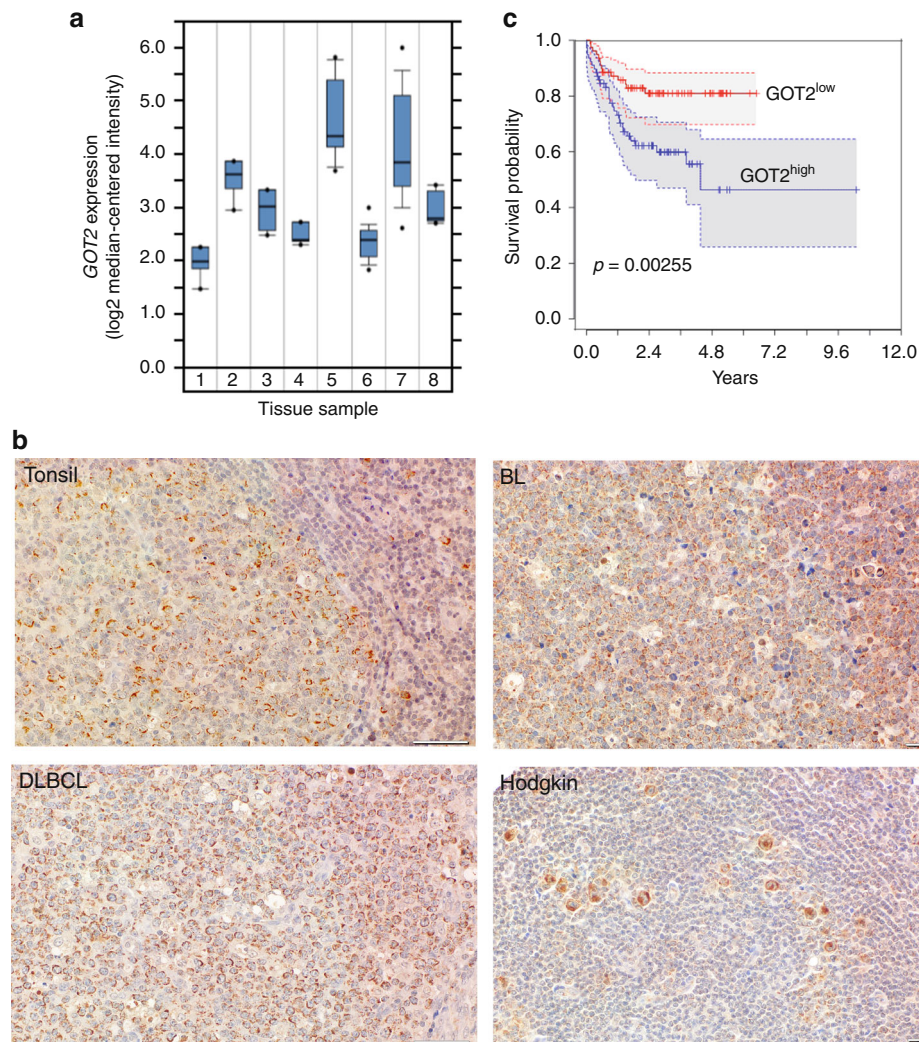 a
6.0
5.0
4.0
3.0
2.0
1.0
0.0
GOT2 expression
(log2 median-centered intensity)
1 2 3 4 5 6 7 8
Tissue sample
c
1.0
0.8
0.6
0.4
0.2
0.0
Survival probability
GOT2low
GOT2high
p = 0.00255
0.0 2.4 4.8 7.2 9.6 12.0
Years
b
Tonsil
BL
DLBCL
Hodgkin